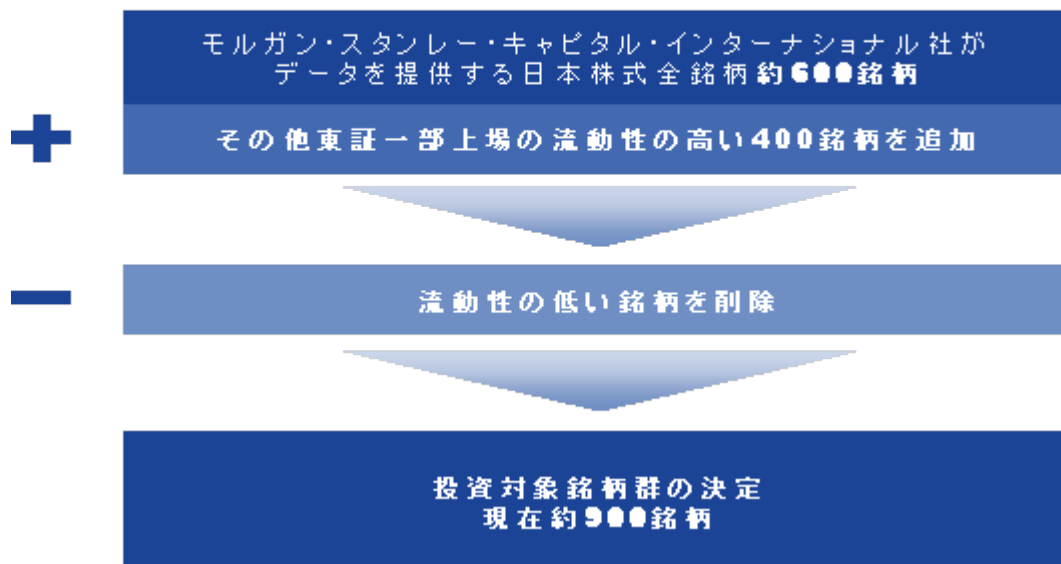 モルガン・スタンレー・キャピタル・インターナショナル社が
データを提供する日本株式全銘柄約600銘柄
その他東証一部上場の流動性の高い400銘柄を追加
流動性の低い銘柄を削除
投資対象銘柄群の決定
現在約900銘柄